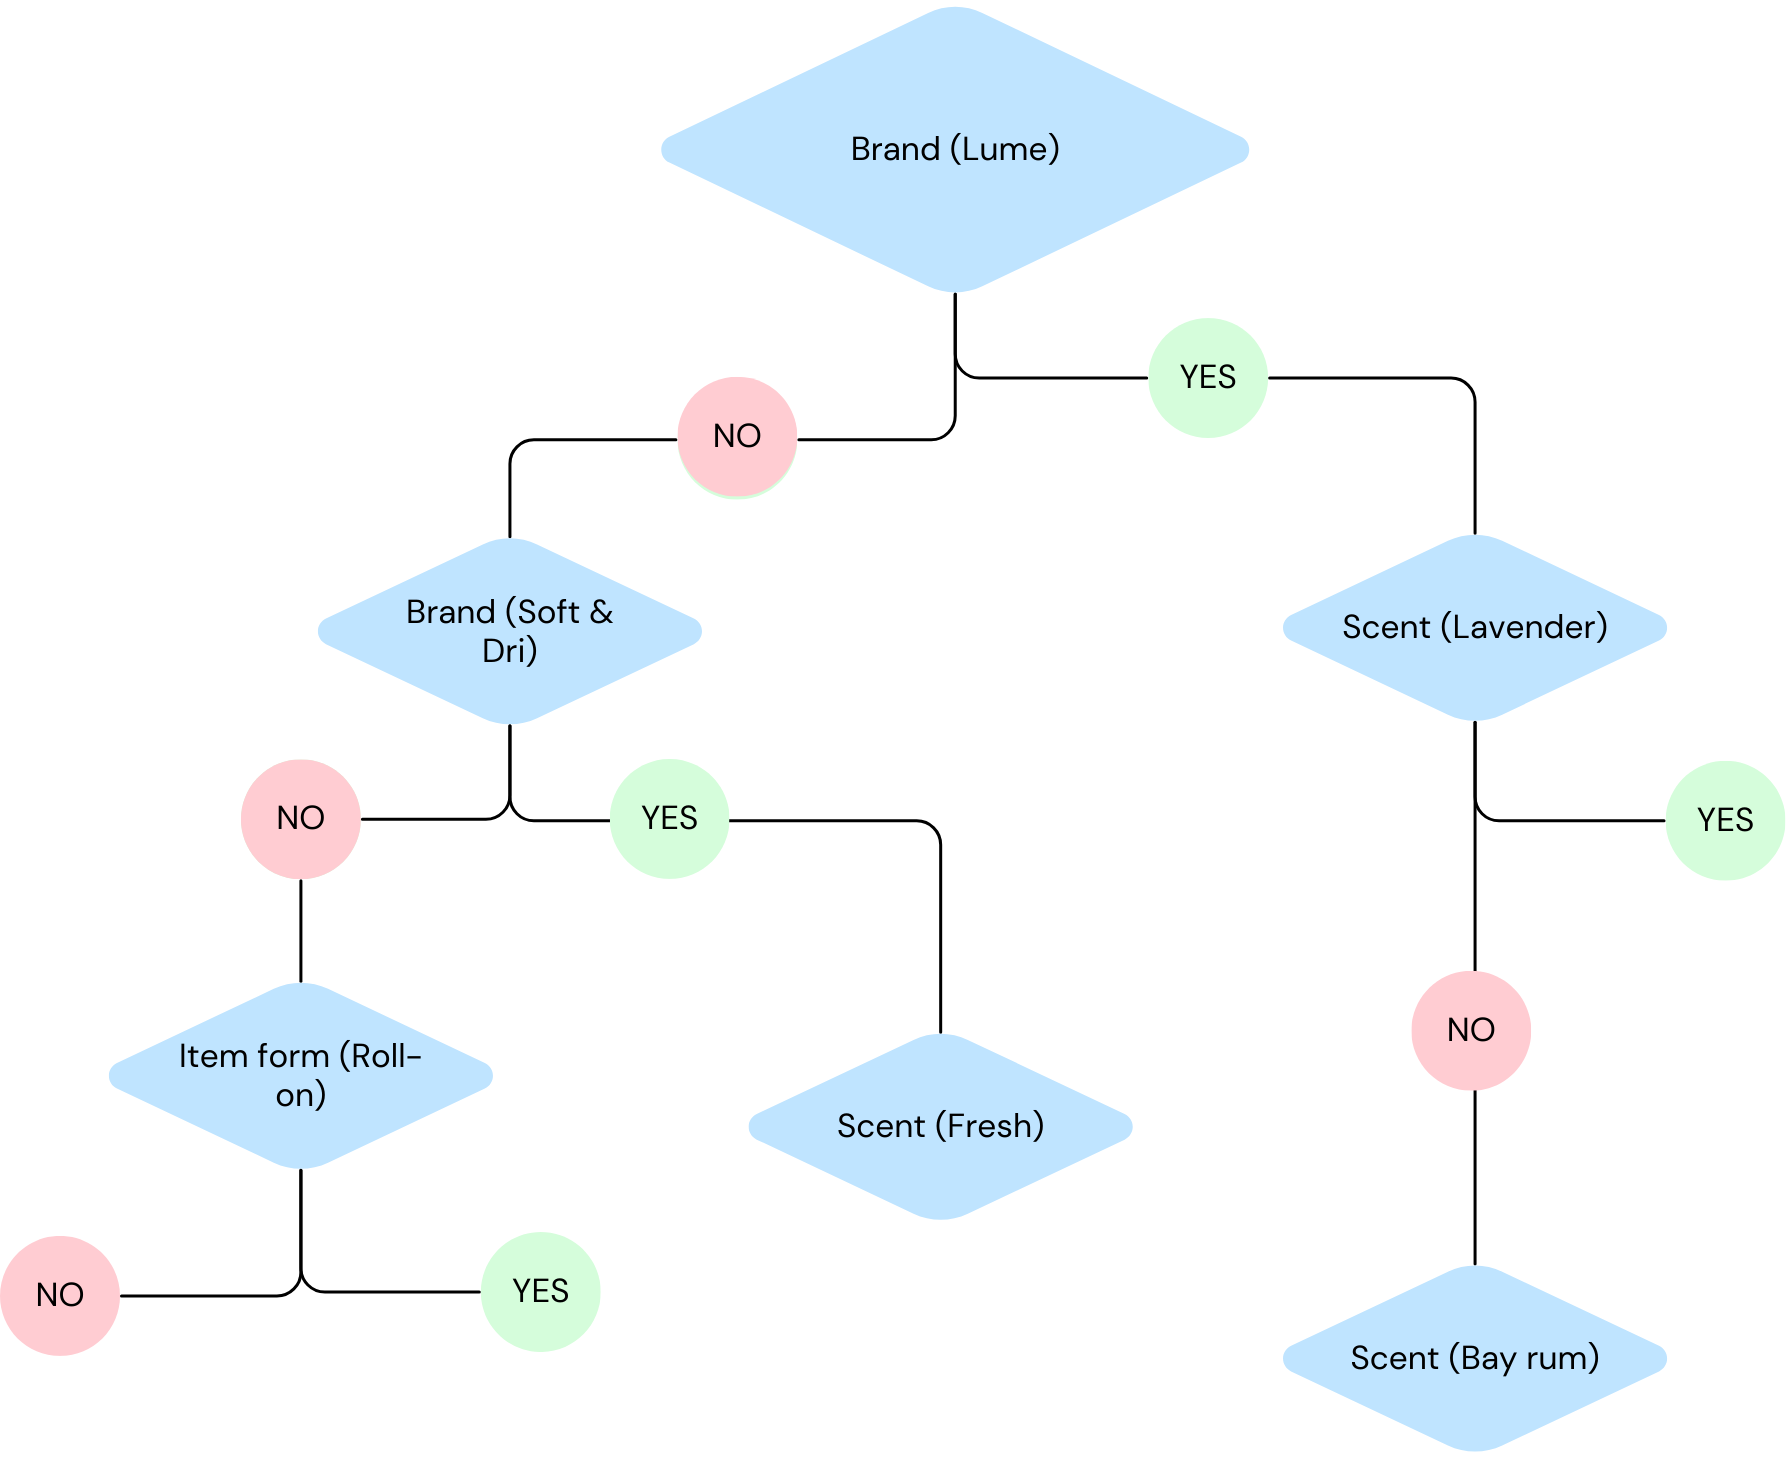 Brand (Lume)
YES
NO
Brand (Soft &
Dri)
Scent (Lavender)
NO
YES
YES
NO
Item form (Roll-
on)
Scent (Fresh)
NO
YES
Scent (Bay rum)